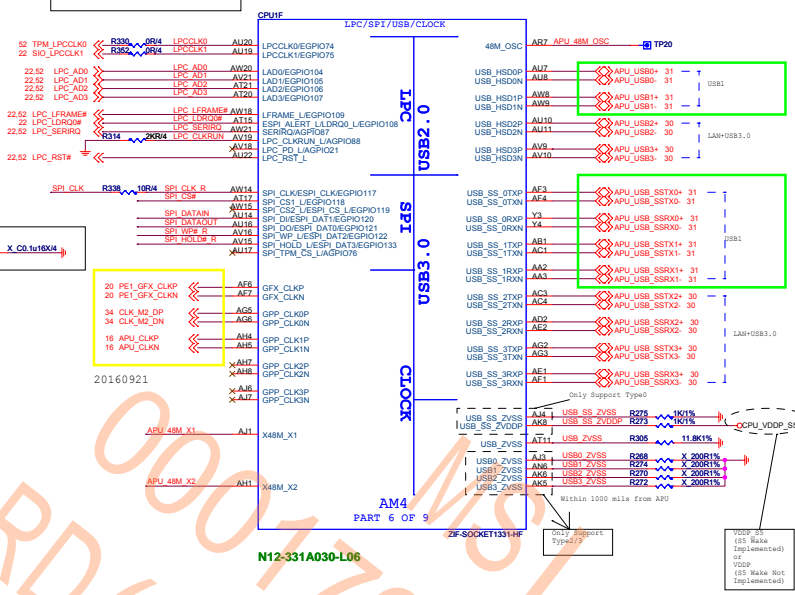 CPU1F
LPC/SPI/USB/CLOCK
52 TPM_LPCCLK0 R330 0R/4 LPCCLK0 AU20 LPCCLK0/EGPIO74
22 SIO_LPCCLK1 R352 0R/4 LPCCLK1 AU19 LPCCLK1/EGPIO75
22,52 LPC_AD0 LPC_AD0 AW20 LAD0/EGPIO104
22,52 LPC_AD1 LPC_AD1 AV21 LAD1/EGPIO105
22,52 LPC_AD2 LPC_AD2 AT21 LAD2/EGPIO106
22,52 LPC_AD3 LPC_AD3 AT20 LAD3/EGPIO107
22,52 LPC_LFRAME# LPC_LFRAME# AW18 LFRAME_L/EGPIO109
22 LPC_LDRQ0# LPC_LDRQ0# AT15 ESPI_ALERT_L/LDRQ0_L/EGPIO108
22,52 LPC_SERIRQ LPC_SERIRQ AW21 SERIRQ/AGPIO87
R314 2KR/4 LPC_CLKRUN AV19 LPC_CLKRUN_L/AGPIO88
AV18 LPC_PD_L/AGPIO21
22,52 LPC_RST# AU22 LPC_RST_L
SPI_CLK R338 10R/4 SPI_CLK_R AW14 SPI_CLK/ESPI_CLK/EGPIO117
SPI_CS# AT17 SPI_CS1_L/EGPIO118
AW15 SPI_CS2_L/ESPI_CS_L/EGPIO119
SPI_DATAIN AU14 SPI_DI/ESPI_DAT1/EGPIO120
SPI_DATAOUT AU16 SPI_DO/ESPI_DAT0/EGPIO121
SPI_WP#_R AV16 SPI_WP_L/ESPI_DAT2/EGPIO122
SPI_HOLD#_R AV15 SPI_HOLD_L/ESPI_DAT3/EGPIO133
AU17 SPI_TPM_CS_L/AGPIO76
X_C0.1u16X/4
20 PE1_GFX_CLKP AF6 GFX_CLKP
20 PE1_GFX_CLKN AF7 GFX_CLKN
34 CLK_M2_DP AG5 GPP_CLK0P
34 CLK_M2_DN AG6 GPP_CLK0N
16 APU_CLKP AH4 GPP_CLK1P
16 APU_CLKN AH5 GPP_CLK1N
AH7 GPP_CLK2P
AH8 GPP_CLK2N
20160921
AJ6 GPP_CLK3P
AJ7 GPP_CLK3N
APU_48M_X1 AJ1 X48M_X1
APU_48M_X2 AH1 X48M_X2
LPC
USB2.0
SPI
USB3.0
CLOCK
AM4
PART 6 OF 9
ZIF-SOCKET1331-HF
N12-331A030-L06
48M_OSC AR7 APU_48M_OSC TP20
USB_HSD0P AU7 APU_USB0+ 31
USB_HSD0N AU8 APU_USB0- 31
USB1
USB_HSD1P AW8 APU_USB1+ 31
USB_HSD1N AW9 APU_USB1- 31
USB_HSD2P AU10 APU_USB2+ 30
USB_HSD2N AU11 APU_USB2- 30
LAN+USB3.0
USB_HSD3P AV9 APU_USB3+ 30
USB_HSD3N AV10 APU_USB3- 30
USB_SS_0TXP AF3 APU_USB_SSTX0+ 31
USB_SS_0TXN AF4 APU_USB_SSTX0- 31
USB_SS_0RXP Y3 APU_USB_SSRX0+ 31
USB_SS_0RXN Y4 APU_USB_SSRX0- 31
USB1
USB_SS_1TXP AB1 APU_USB_SSTX1+ 31
USB_SS_1TXN AC1 APU_USB_SSTX1- 31
USB_SS_1RXP AA2 APU_USB_SSRX1+ 31
USB_SS_1RXN AA3 APU_USB_SSRX1- 31
USB_SS_2TXP AC3 APU_USB_SSTX2+ 30
USB_SS_2TXN AC4 APU_USB_SSTX2- 30
USB_SS_2RXP AD2 APU_USB_SSRX2+ 30
USB_SS_2RXN AE2 APU_USB_SSRX2- 30
LAN+USB3.0
USB_SS_3TXP AG2 APU_USB_SSTX3+ 30
USB_SS_3TXN AG3 APU_USB_SSTX3- 30
USB_SS_3RXP AE1 APU_USB_SSRX3+ 30
USB_SS_3RXN AF1 APU_USB_SSRX3- 30
Only Support Type0
USB_SS_ZVSS AJ4 USB_SS_ZVSS R275 1K/1%
USB_SS_ZVDDP AK8 USB_SS_ZVDDP R273 1K/1% CPU_VDDP_S5
USB_ZVSS AT11 USB_ZVSS R305 11.8K1%
USB0_ZVSS AJ3 USB0_ZVSS R268 X_200R1%
USB1_ZVSS AN6 USB1_ZVSS R274 X_200R1%
USB2_ZVSS AK6 USB2_ZVSS R270 X_200R1%
USB3_ZVSS AK5 USB3_ZVSS R272 X_200R1%
Within 1000 mils from APU
Only Support
Type2/3
VDDP_S5
(S5 Wake
Implemented)
or
VDDP
(S5 Wake Not
Implemented)
MSI